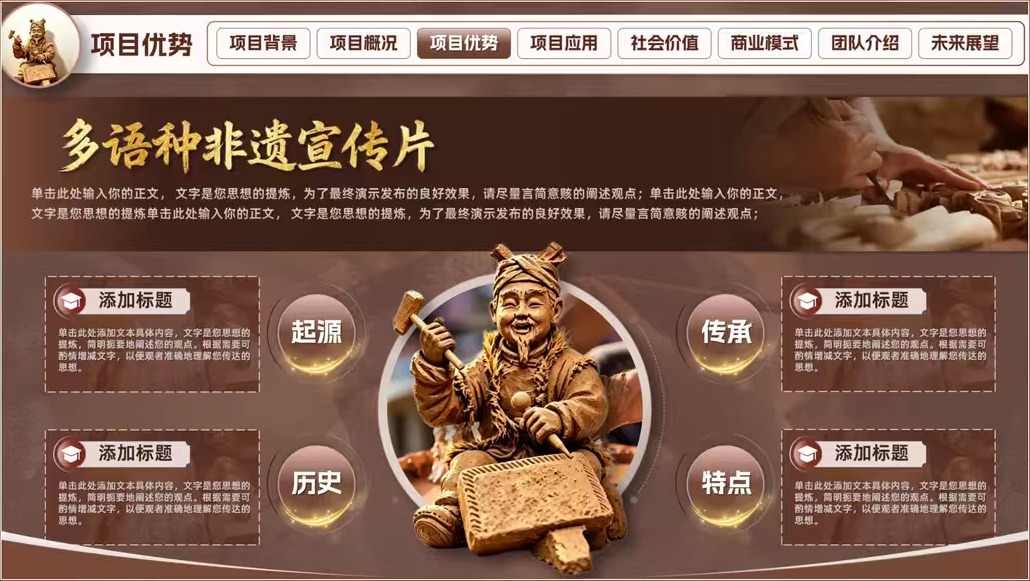 项目优势
项目背景
项目概况
项目优势
项目应用
社会价值
商业模式
团队介绍
未来展望
多语种非遗宣传片
单击此处输入你的正文，文字是您思想的提炼，为了最终演示发布的良好效果，请尽量言简意赅的阐述观点；单击此处输入你的正文，
文字是您思想的提炼单击此处输入你的正文，文字是您思想的提炼，为了最终演示发布的良好效果，请尽量言简意赅的阐述观点；
添加标题
单击此处添加文本具体内容，文字是您思想的
提炼，简明扼要地阐述您的观点。根据需要可
酌情增减文字，以便观者准确地理解您传达的
思想。
起源
传承
添加标题
单击此处添加文本具体内容，文字是您思想的
提炼，简明扼要地阐述您的观点。根据需要可
酌情增减文字，以便观者准确地理解您传达的
思想。
添加标题
单击此处添加文本具体内容，文字是您思想的
提炼，简明扼要地阐述您的观点。根据需要可
酌情增减文字，以便观者准确地理解您传达的
思想。
历史
特点
添加标题
单击此处添加文本具体内容，文字是您思想的
提炼，简明扼要地阐述您的观点。根据需要可
酌情增减文字，以便观者准确地理解您传达的
思想。